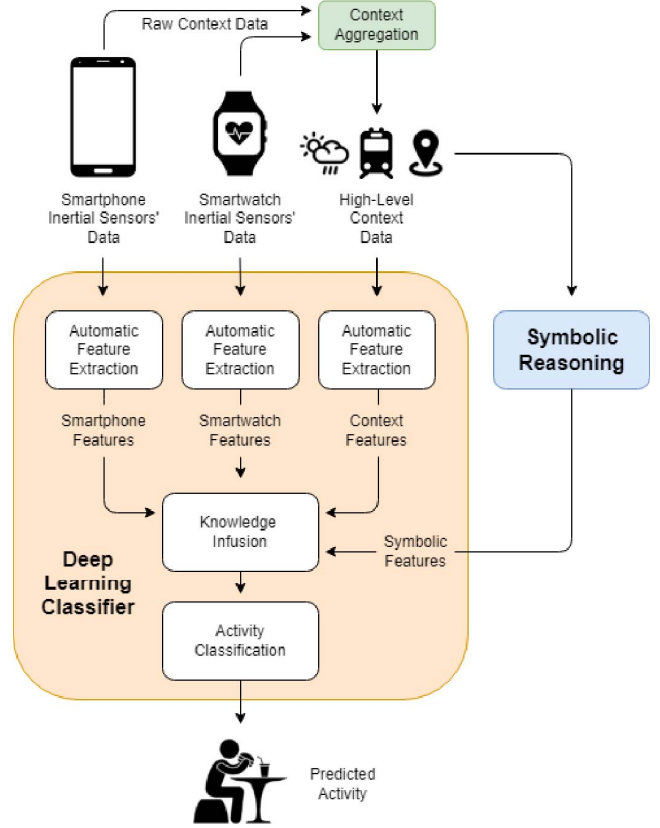 Raw Context Data
Context
Aggregation
Smartphone
Inertial Sensors'
Data
Smartwatch
Inertial Sensors'
Data
High-Level
Context
Data
Automatic
Feature
Extraction
Automatic
Feature
Extraction
Automatic
Feature
Extraction
Symbolic
Reasoning
Smartphone
Features
Smartwatch
Features
Context
Features
Knowledge
Infusion
Symbolic
Features
Deep
Learning
Classifier
Activity
Classification
Predicted
Activity